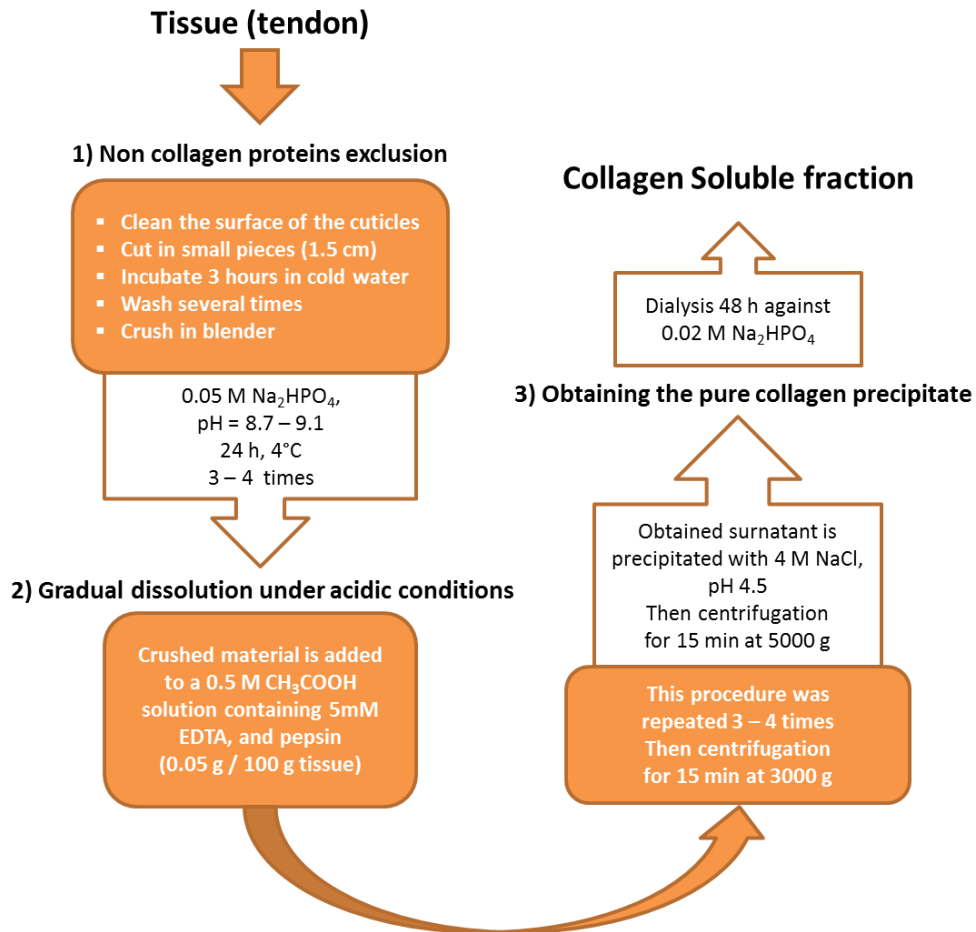 Tissue (tendon)
1) Non collagen proteins exclusion
▪ Clean the surface of the cuticles
▪ Cut in small pieces (1.5 cm)
▪ Incubate 3 hours in cold water
▪ Wash several times
▪ Crush in blender
0.05 M Na₂HPO₄,
pH = 8.7 – 9.1
24 h, 4°C
3 – 4 times
2) Gradual dissolution under acidic conditions
Crushed material is added
to a 0.5 M CH₃COOH
solution containing 5mM
EDTA, and pepsin
(0.05 g / 100 g tissue)
This procedure was
repeated 3 – 4 times
Then centrifugation
for 15 min at 3000 g
Obtained surnatant is
precipitated with 4 M NaCl,
pH 4.5
Then centrifugation
for 15 min at 5000 g
3) Obtaining the pure collagen precipitate
Dialysis 48 h against
0.02 M Na₂HPO₄
Collagen Soluble fraction